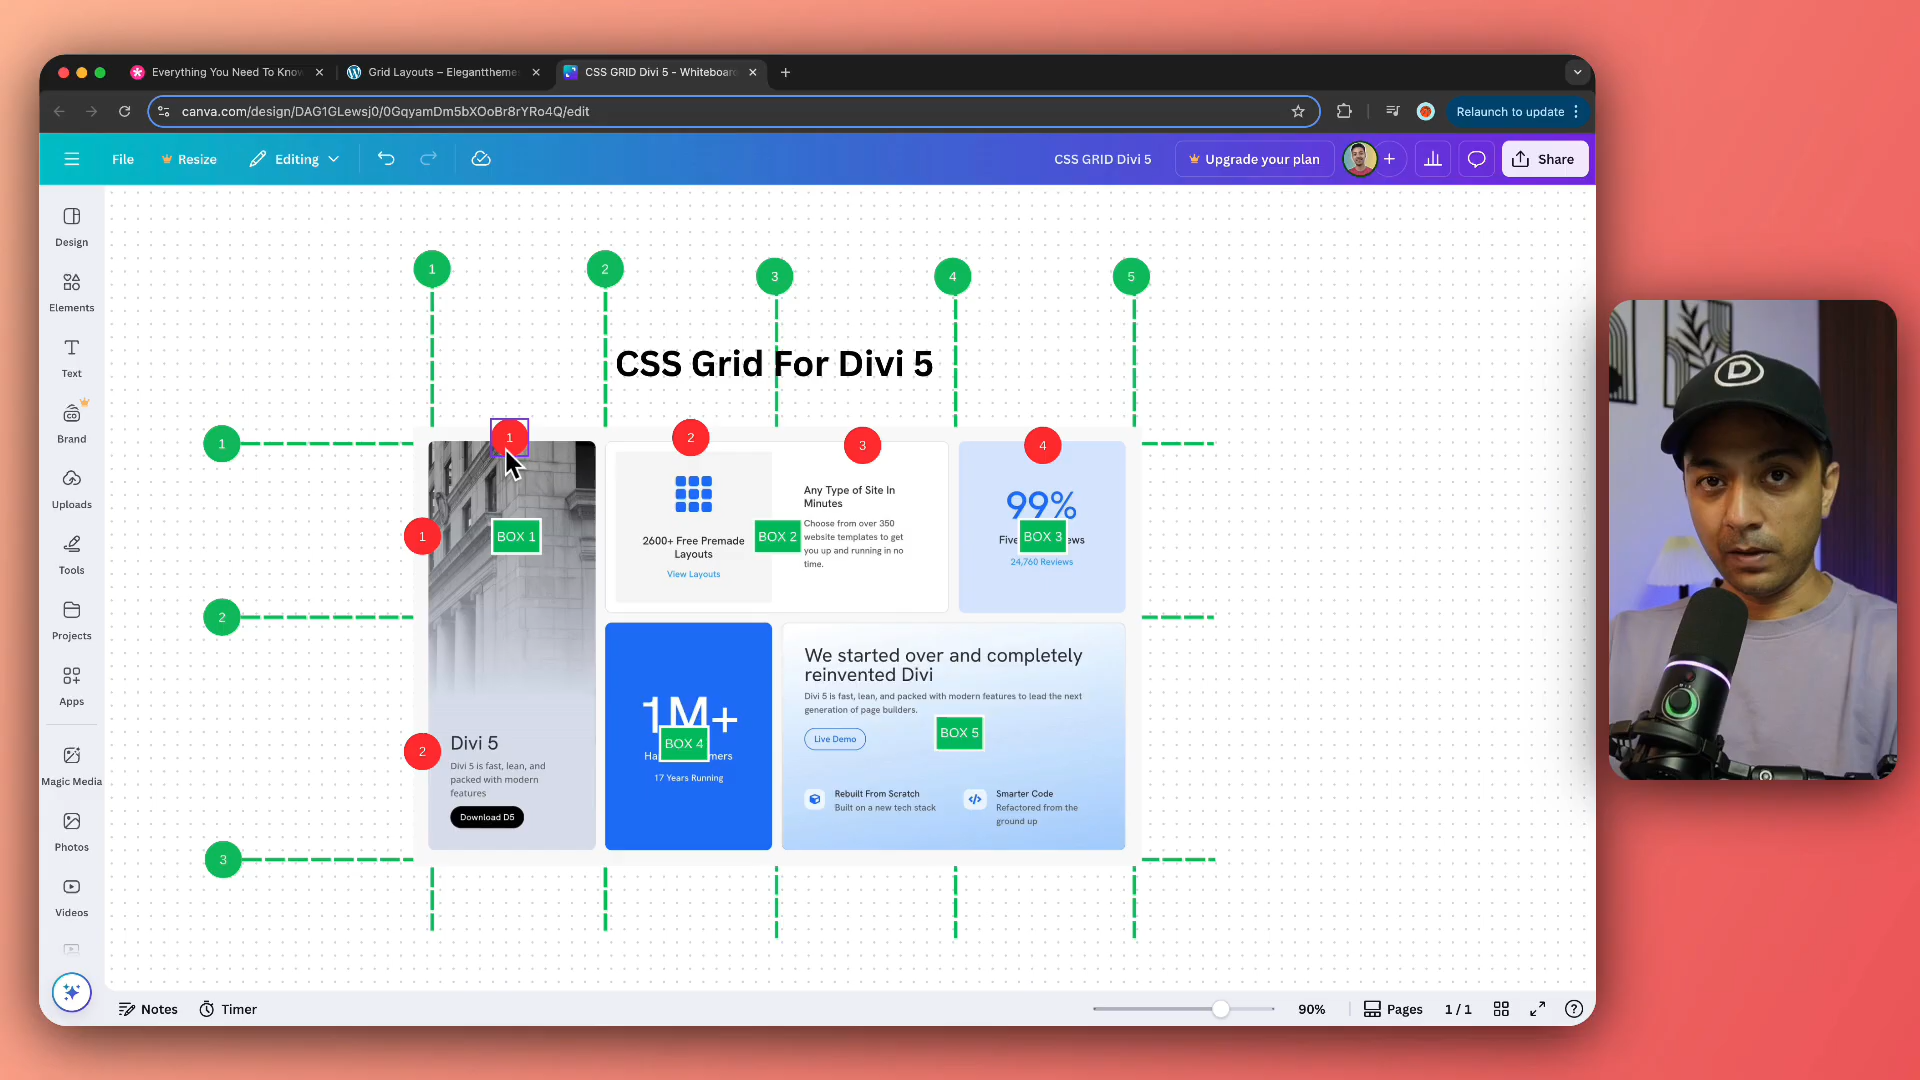 Everything You Need To Know
Grid Layouts – Elegantthemes
CSS GRID Divi 5 - Whiteboard
canva.com/design/DAG1GLewsj0/0GqyamDm5bXOoBr8rYRo4Q/edit
Relaunch to update
File
Resize
Editing
CSS GRID Divi 5
Upgrade your plan
Share
Design
Elements
Text
Brand
Uploads
Tools
Projects
Apps
Magic Media
Photos
Videos
1
2
3
4
5
CSS Grid For Divi 5
1
2
3
1
2
3
4
1
2
BOX 1
Divi 5
Divi 5 is fast, lean, and
packed with modern
features
Download D5
2600+ Free Premade
Layouts
View Layouts
BOX 2
Any Type of Site In
Minutes
Choose from over 350
website templates to get
you up and running in no
time.
99%
BOX 3
24,760 Reviews
1M+
BOX 4
17 Years Running
We started over and completely
reinvented Divi
Divi 5 is fast, lean, and packed with modern features to lead the next
generation of page builders.
Live Demo
BOX 5
Rebuilt From Scratch
Built on a new tech stack
Smarter Code
Refactored from the
ground up
Notes
Timer
90%
Pages
1 / 1
D